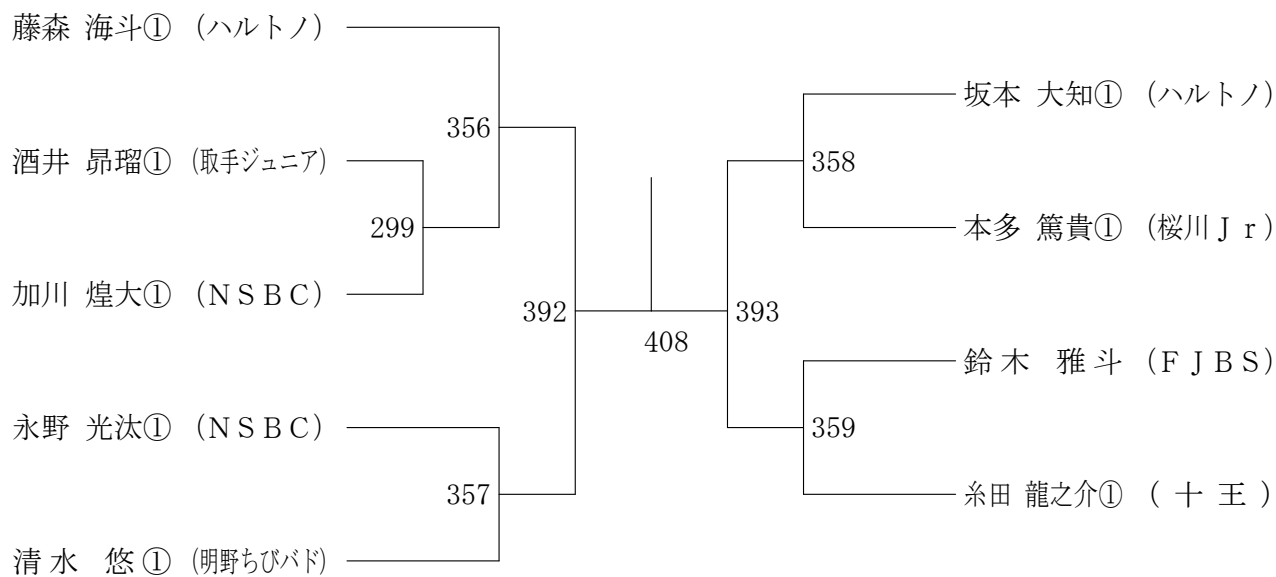 藤森 海斗① (ハルトノ)
酒井 昴瑠① (取手ジュニア)
加川 煌大① (NSBC)
永野 光汰① (NSBC)
清水 悠① (明野ちびバド)
299
356
357
392
408
393
358
359
坂本 大知① (ハルトノ)
本多 篤貴① (桜川Jr)
鈴木 雅斗 (FJBS)
糸田 龍之介① (十王)